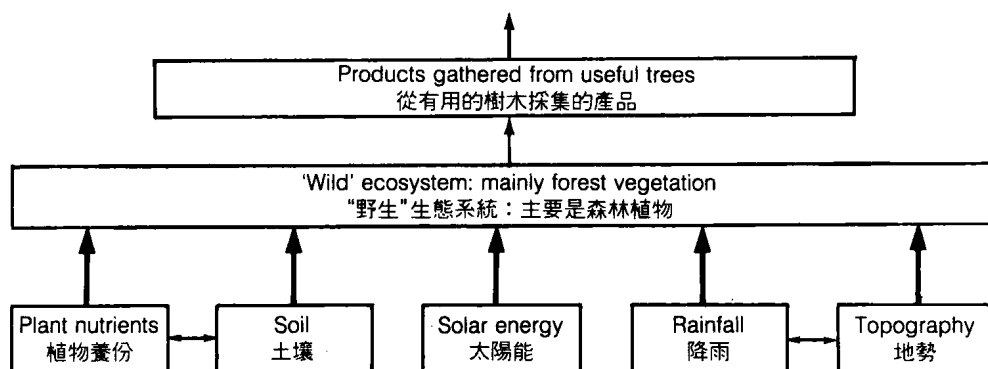 Products gathered from useful trees
從有用的樹木採集的產品
'Wild' ecosystem: mainly forest vegetation
"野生"生態系統：主要是森林植物
Plant nutrients
植物養份
Soil
土壤
Solar energy
太陽能
Rainfall
降雨
Topography
地勢